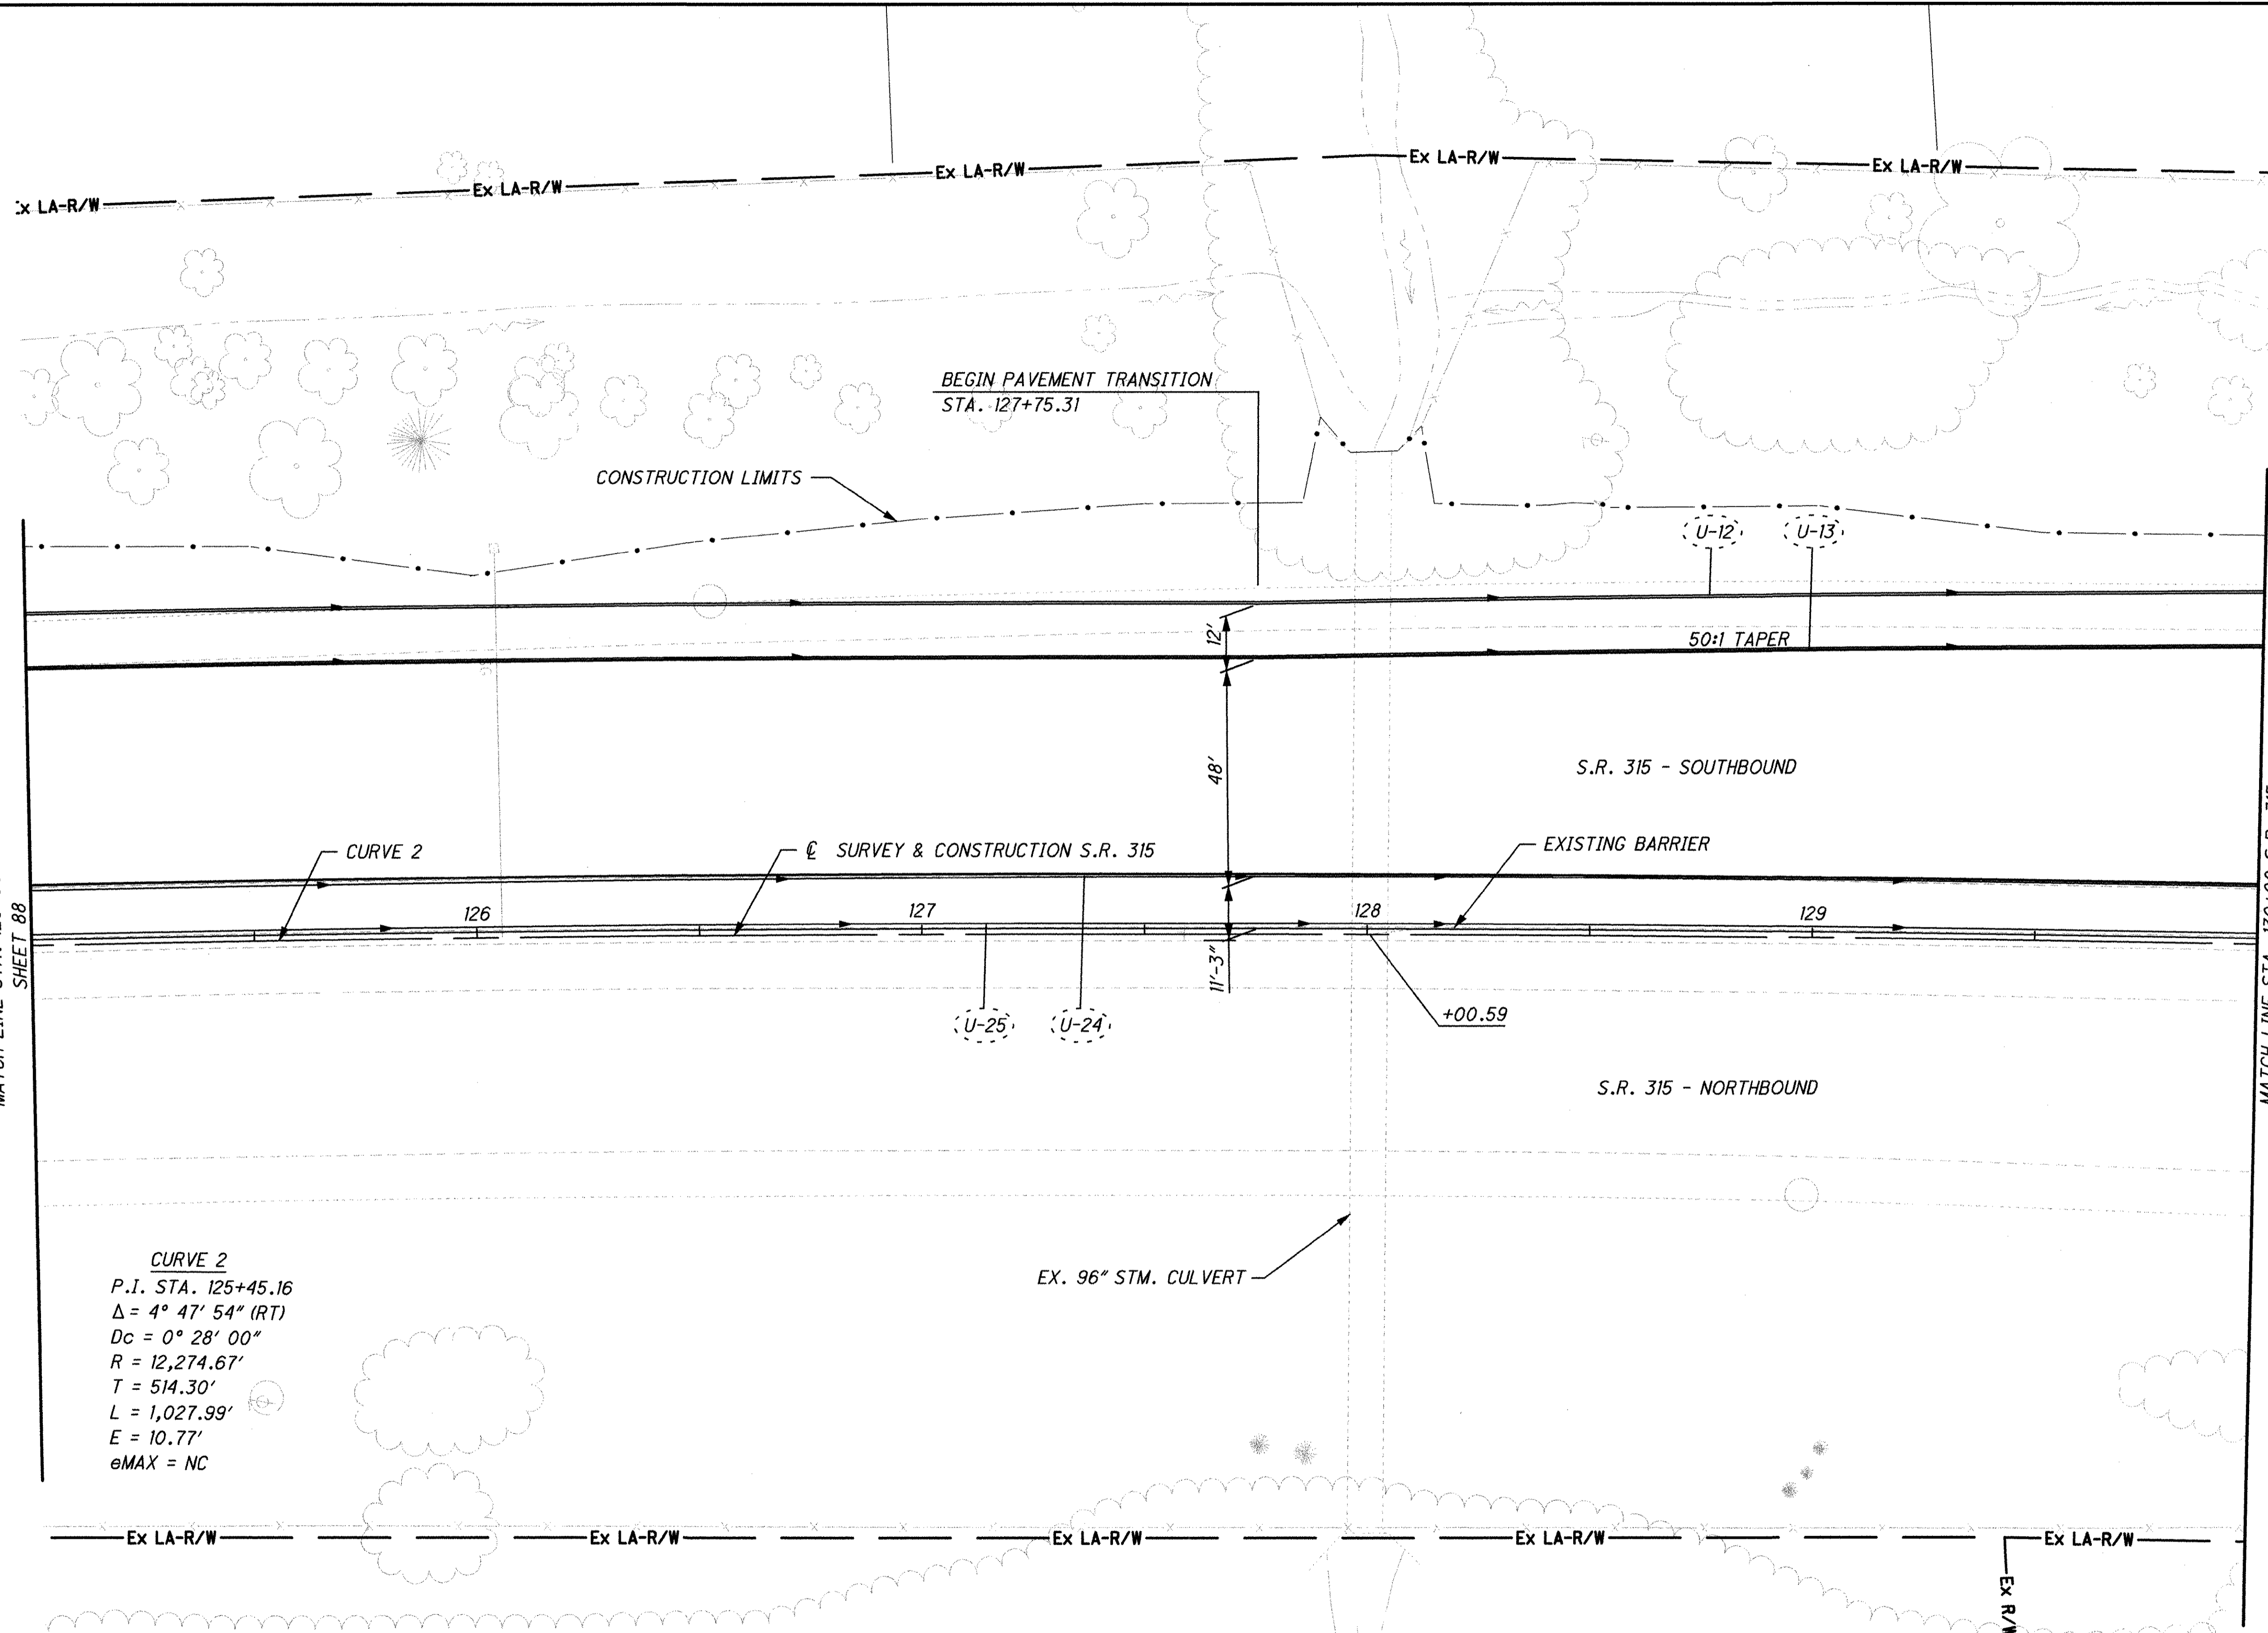 Ex LA-R/W
Ex LA-R/W
Ex LA-R/W
Ex LA-R/W
x LA-R/W
BEGIN PAVEMENT TRANSITION
STA. 127+75.31
CONSTRUCTION LIMITS
U-12
U-13
12'
50:1 TAPER
48'
S.R. 315 - SOUTHBOUND
CURVE 2
℄ SURVEY & CONSTRUCTION S.R. 315
EXISTING BARRIER
SHEET 88
126
127
128
129
11'-3"
U-25
U-24
+00.59
S.R. 315 - NORTHBOUND
EX. 96" STM. CULVERT
CURVE 2
P.I. STA. 125+45.16
Δ = 4° 47' 54" (RT)
Dc = 0° 28' 00"
R = 12,274.67'
T = 514.30'
L = 1,027.99'
E = 10.77'
eMAX = NC
Ex LA-R/W
Ex LA-R/W
Ex LA-R/W
Ex LA-R/W
Ex LA-R/W
Ex R/W